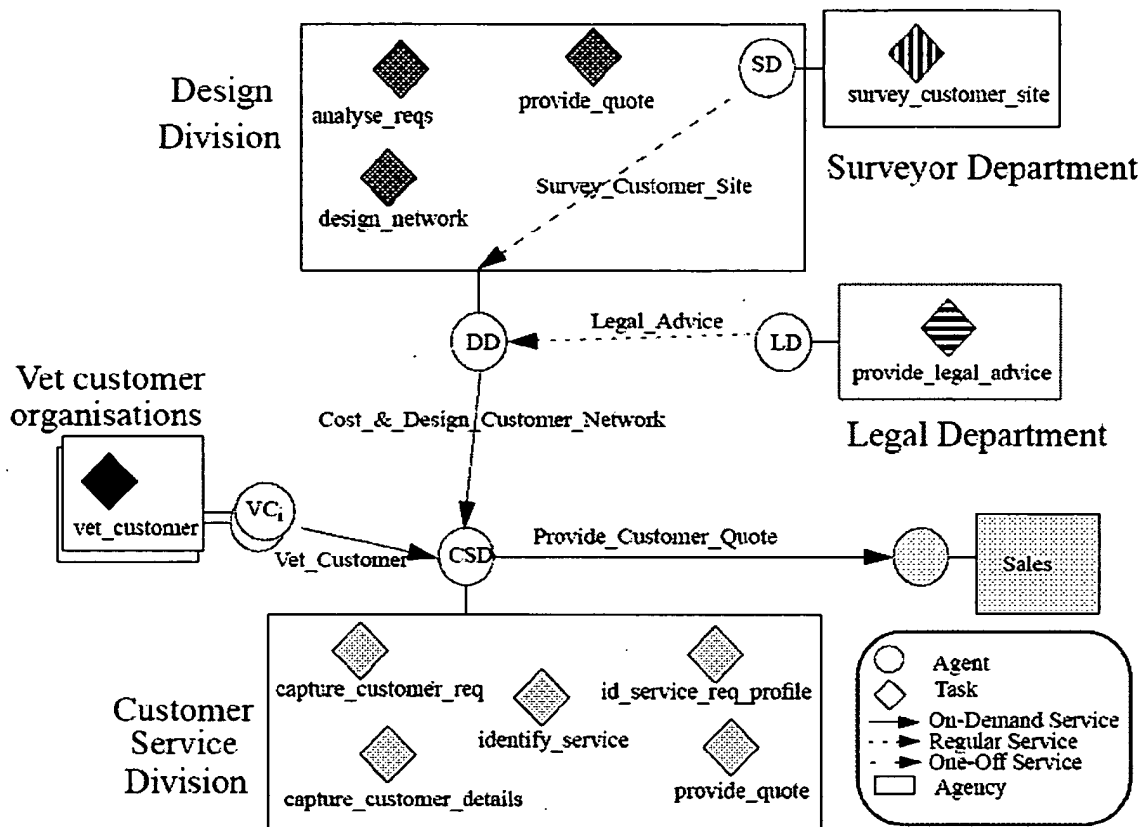 Design
Division
analyse_reqs
provide_quote
design_network
SD
survey_customer_site
Surveyor Department
Survey_Customer_Site
DD
Legal_Advice
LD
provide_legal_advice
Legal Department
Vet customer
organisations
vet_customer
VCi
Vet_Customer
Cost_&_Design_Customer_Network
CSD
Provide_Customer_Quote
Sales
Customer
Service
Division
capture_customer_req
id_service_req_profile
identify_service
capture_customer_details
provide_quote
Agent
Task
On-Demand Service
Regular Service
One-Off Service
Agency